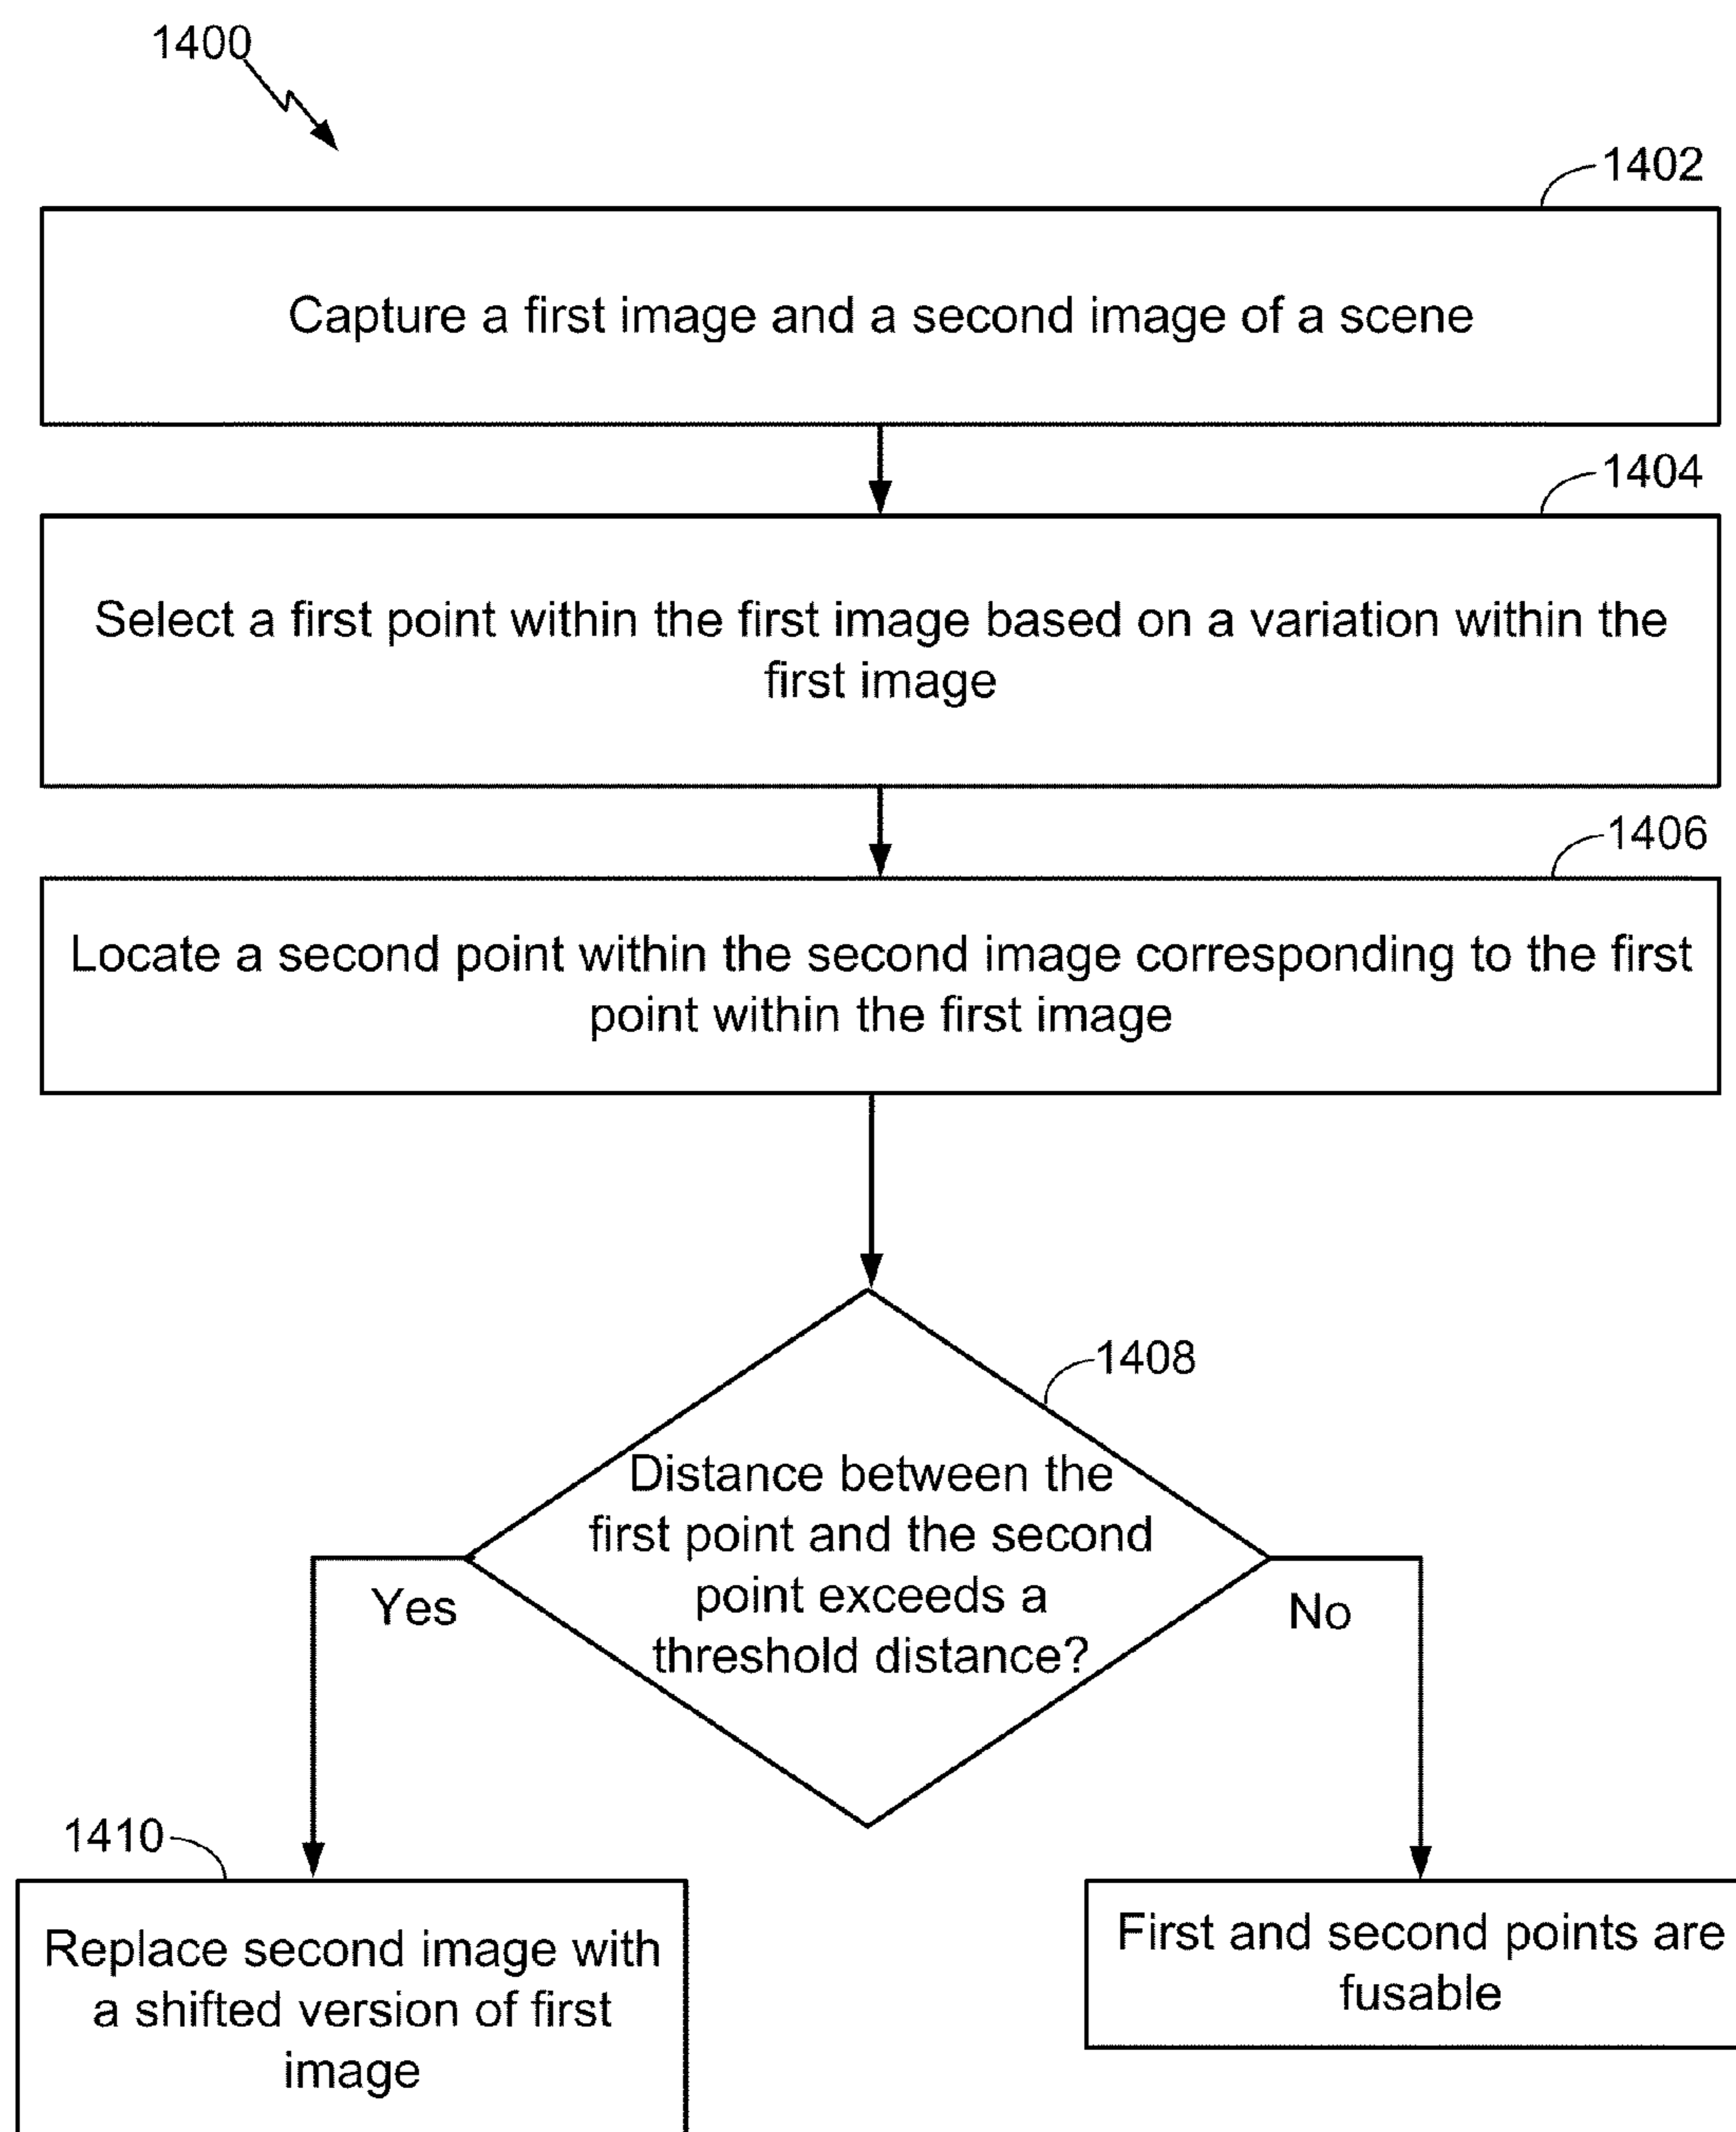 1400
1402
Capture a first image and a second image of a scene
1404
Select a first point within the first image based on a variation within the
first image
1406
Locate a second point within the second image corresponding to the first
point within the first image
1408
Distance between the
first point and the second
point exceeds a
threshold distance?
Yes
No
1410
Replace second image with
a shifted version of first
image
First and second points are
fusable